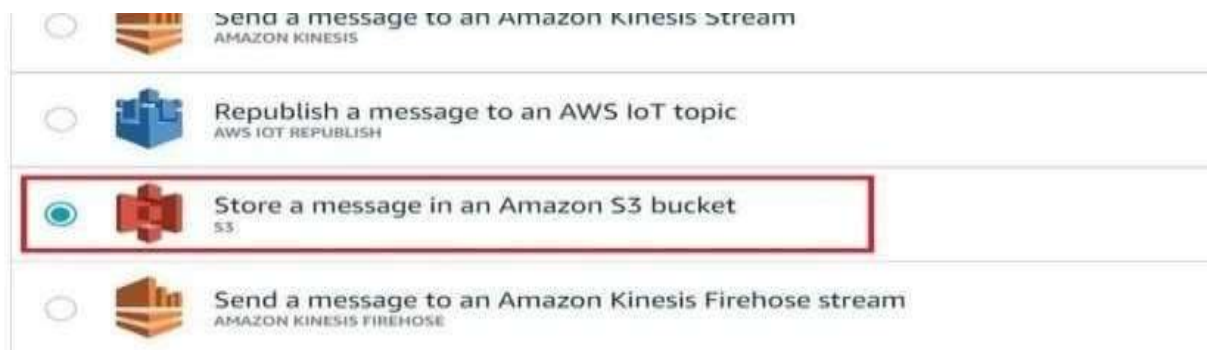 Send a message to an Amazon Kinesis Stream
AMAZON KINESIS
Republish a message to an AWS IoT topic
AWS IOT REPUBLISH
Store a message in an Amazon S3 bucket
S3
Send a message to an Amazon Kinesis Firehose stream
AMAZON KINESIS FIREHOSE